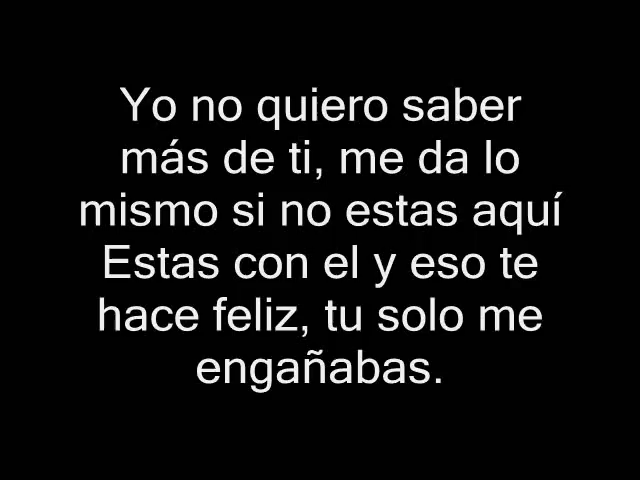 Yo no quiero saber
más de ti, me da lo
mismo si no estas aquí
Estas con el y eso te
hace feliz, tu solo me
engañabas.